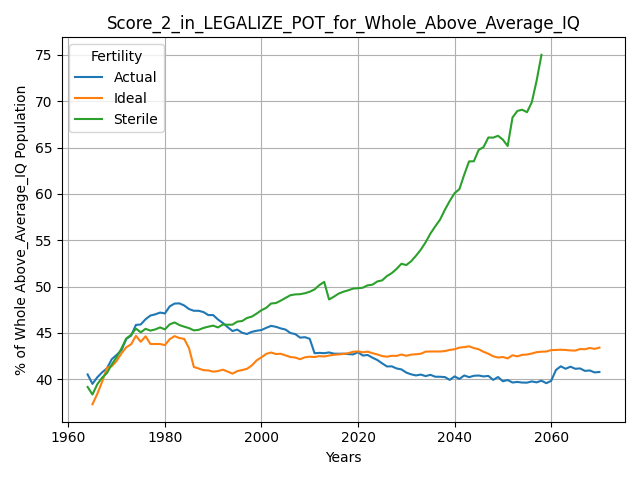 Score_2_in_LEGALIZE_POT_for_Whole_Above_Average_IQ
Fertility
Actual
Ideal
Sterile
% of Whole Above_Average_IQ Population
75
70
65
60
55
50
45
40
1960
1980
2000
2020
2040
2060
Years